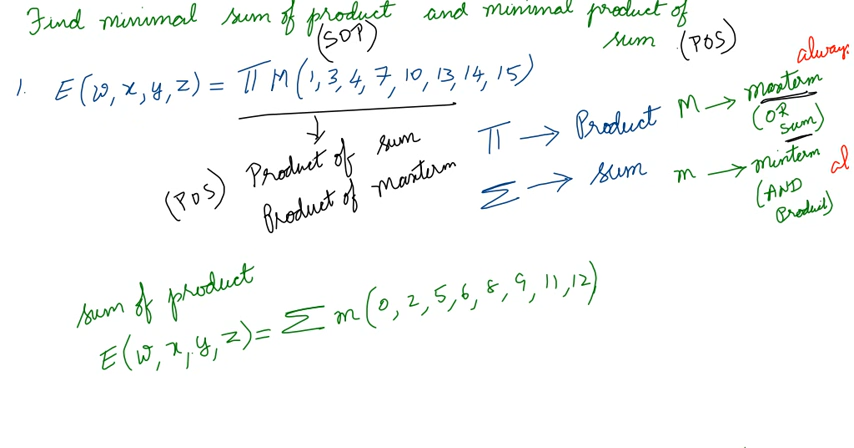 Find minimal sum of product and minimal product of
(SOP) sum (POS)
1. E(w, x, y, z) = ΠM(1, 3, 4, 7, 10, 13, 14, 15)
always
(POS) Product of sum
Product of maxterm
Π → Product
Σ → sum
M → maxterm
(OR
sum)
m → minterm
al
(AND
Product)
sum of product
E(w, x, y, z) = Σ m(0, 2, 5, 6, 8, 9, 11, 12)